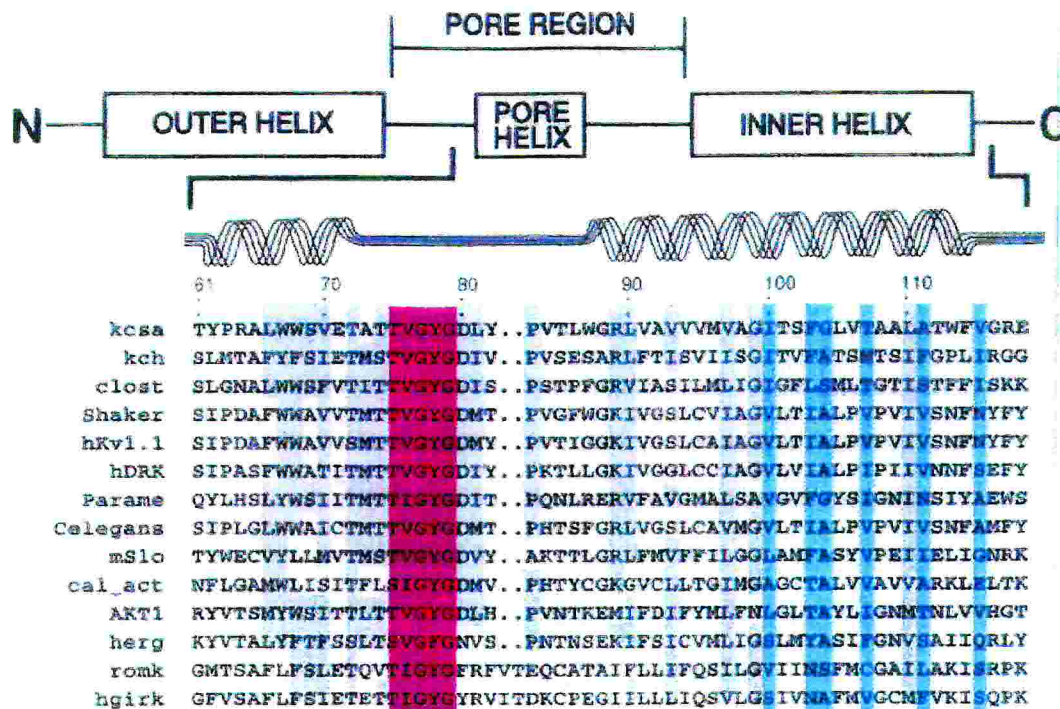 PORE REGION
N OUTER HELIX PORE HELIX INNER HELIX C
61 70 80 90 100 110
kcsa TYPRALWWSVETATTVGYGDLY..PVTLWGRLVAVVVMVAGITSFGLVTAALATWFVGRE
kch SLMTAFYFSIETMSTVGYGDIV..PVSESARLFTISVIISGITVFATSMTSIFGPLIRGG
clost SLGNALWWSFVTITTVGYGDIS..PSTPFGRVIASILMLIGIGFLSMLTGTISTFFISKK
Shaker SIPDAFWWAVVTMTTVGYGDMT..PVGFWGKIVGSLCVIAGVLTIALPVPVIVSNFNYFY
hKv1.1 SIPDAFWWAVVSMTTVGYGDMY..PVTIGGKIVGSLCAIAGVLTIALPVPVIVSNFNYFY
hDRK SIPASFWWATITMTTVGYGDIY..PKTLLGKIVGGLCCIAGVLVIALPIPIIVNNFSEFY
Parame QYLHSLYWSIITMTTIGYGDIT..PQNLRERVFAVGMALSAVGVFGYSIGNINSIYAEWS
Celegans SIPLGLWWAICTMTTVGYGDMT..PHTSFGRLVGSLCAVMGVLTIALPVPVIVSNFAMFY
mSlo TYWECVYLLMVTMSTVGYGDVY..AKTTLGRLFMVFFILGGLAMFASYVPEIIELIGNRK
cal_act NFLGAMWLISITFLSIGYGDMV..PHTYCGKGVCLLTGIMGAGCTALVVAVVARKLELTK
AKT1 RYVTSMYWSITTLTTVGYGDLH..PVNTKEMIFDIFYMLFNLGLTAYLIGNMTNLVVHGT
herg KYVTALYFTFSSLTSVGFGNVS..PNTNSEKIFSICVMLIGSLMYASIFGNVSAIIQRLY
romk GMTSAFLFSLETQVTIGYGFRFVTEQCATAIFLLIFQSILGVIINSFMCGAILAKISRPK
hgirk GFVSAFLFSIETETTIGYGYRVITDKCPEGIILLLIQSVLGSIVNAFMVGCMFVKISQPK